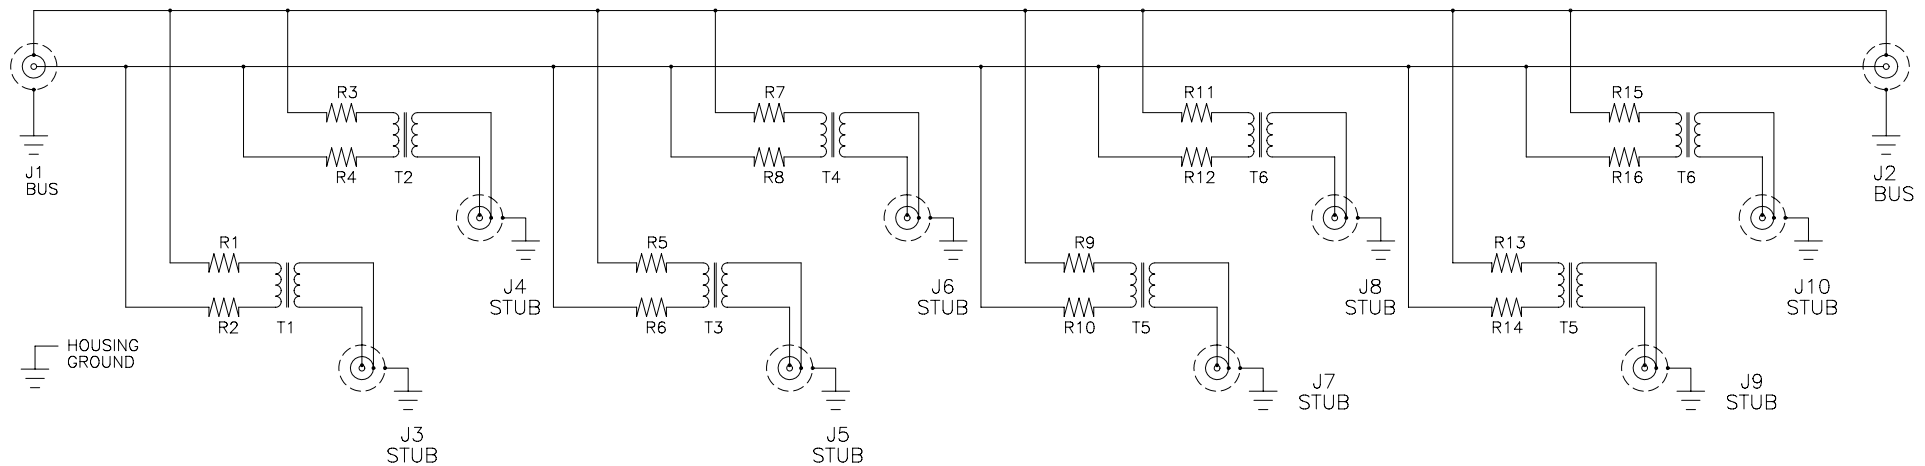 R3
R7
R11
R15
J1
BUS
R4
T2
R8
T4
R12
T6
R16
T6
J2
BUS
R1
R5
R9
R13
J4
STUB
J6
STUB
J8
STUB
J10
STUB
R2
T1
R6
T3
R10
T5
R14
T5
HOUSING
GROUND
J7
STUB
J9
STUB
J3
STUB
J5
STUB